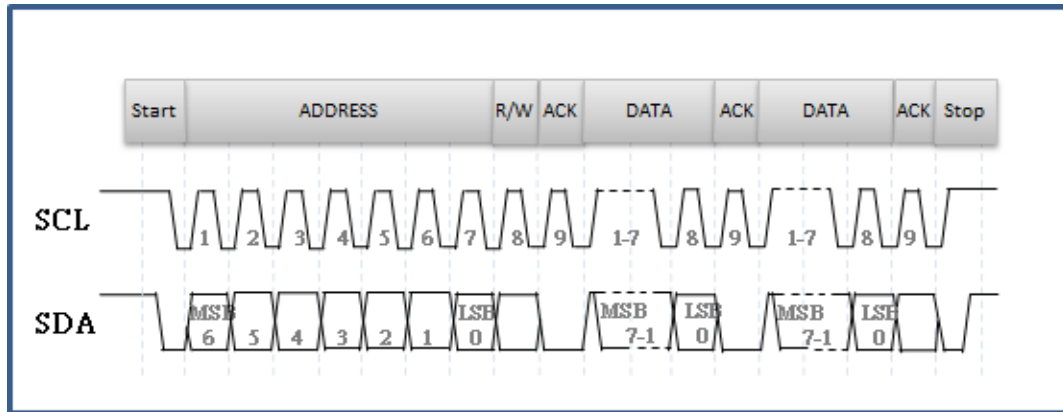 Start ADDRESS R/W ACK DATA ACK DATA ACK Stop
SCL 1 2 3 4 5 6 7 8 9 1-7 8 9 1-7 8 9
SDA MSB LSB MSB LSB MSB LSB
6 5 4 3 2 1 0 7-1 0 7-1 0